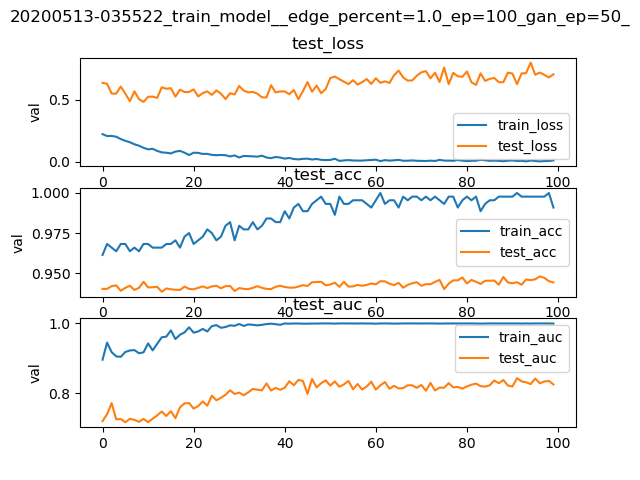 20200513-035522_train_model__edge_percent=1.0_ep=100_gan_ep=50_
test_loss
val
0.5
0.0
train_loss
test_loss
0 20 40 60 80 100
test_acc
val
1.000
0.975
0.950
train_acc
test_acc
0 20 40 60 80 100
test_auc
val
1.0
0.8
train_auc
test_auc
0 20 40 60 80 100